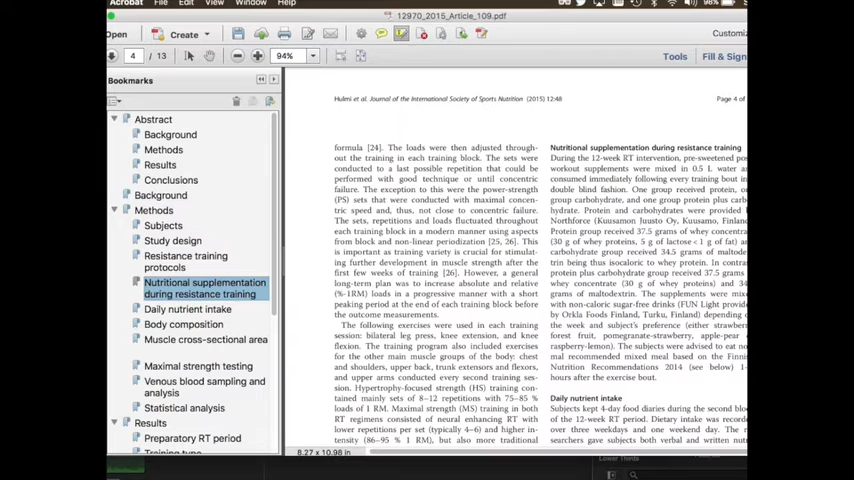 Acrobat File Edit View Window Help 98%
12970_2015_Article_109.pdf
Open Create Customiz
4 / 13 94% Tools Fill & Sign
Bookmarks
Abstract
Background
Methods
Results
Conclusions
Background
Methods
Subjects
Study design
Resistance training
protocols
Nutritional supplementation
during resistance training
Daily nutrient intake
Body composition
Muscle cross-sectional area
Maximal strength testing
Venous blood sampling and
analysis
Statistical analysis
Results
Preparatory RT period
Training type
Hulmi et al. Journal of the International Society of Sports Nutrition (2015) 12:48 Page 4 of
formula [24]. The loads were then adjusted through-
out the training in each training block. The sets were
conducted to a last possible repetition that could be
performed with good technique or until concentric
failure. The exception to this were the power-strength
(PS) sets that were conducted with maximal concen-
tric speed and, thus, not close to concentric failure.
The sets, repetitions and loads fluctuated throughout
each training block in a modern manner using aspects
from block and non-linear periodization [25, 26]. This
is important as training variety is crucial for stimulat-
ing further development in muscle strength after the
first few weeks of training [26]. However, a general
long-term plan was to increase absolute and relative
(%-1RM) loads in a progressive manner with a short
peaking period at the end of each training block before
the outcome measurements.
The following exercises were used in each training
session: bilateral leg press, knee extension, and knee
flexion. The training program also included exercises
for the other main muscle groups of the body: chest
and shoulders, upper back, trunk extensors and flexors,
and upper arms conducted every second training ses-
sion. Hypertrophy-focused strength (HS) training con-
tained mainly sets of 8–12 repetitions with 75–85 %
loads of 1 RM. Maximal strength (MS) training in both
RT regimens consisted of neural enhancing RT with
lower repetitions per set (typically 4–6) and higher in-
tensity (86–95 % 1 RM), but also more traditional
Nutritional supplementation during resistance training
During the 12-week RT intervention, pre-sweetened pos
workout supplements were mixed in 0.5 L water an
consumed immediately following every training bout in
double blind fashion. One group received protein, or
group carbohydrate, and one group protein plus carb
hydrate. Protein and carbohydrates were provided b
Northforce (Kuusamon Juusto Oy, Kuusamo, Finland
Protein group received 37.5 grams of whey concentra
(30 g of whey proteins, 5 g of lactose < 1 g of fat) an
carbohydrate group received 34.5 grams of maltode
trin being thus isocaloric to whey protein. In contras
protein plus carbohydrate group received 37.5 grams
whey concentrate (30 g of whey proteins) and 34
grams of maltodextrin. The supplements were mixe
with non-caloric sugar-free drinks (FUN Light provide
by Orkla Foods Finland, Turku, Finland) depending o
the week and subject's preference (either strawberr
forest fruit, pomegranate-strawberry, apple-pear
raspberry-lemon). The subjects were advised to eat no
mal recommended mixed meal based on the Finnis
Nutrition Recommendations 2014 (see below) 1–
hours after the exercise bout.
Daily nutrient intake
Subjects kept 4-day food diaries during the second bloc
of the 12-week RT period. Dietary intake was recorde
over three weekdays and one weekend day. The re
searchers gave subjects both verbal and written nut
8.27 x 10.98 in
Lower Thirds